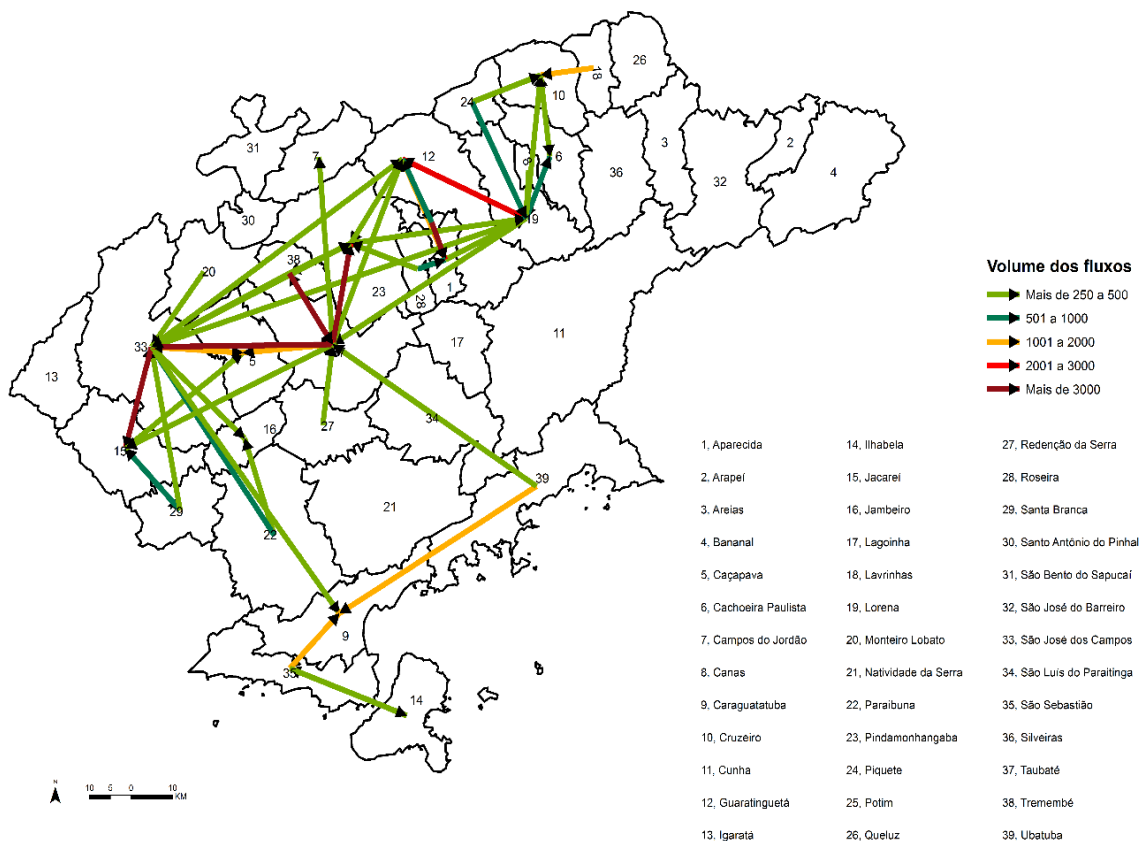 26
18
10
24
31
7
12
6
8
36
3
2
32
4
30
19
38
20
23
28
1
11
33
5
17
13
16
27
34
15
39
29
22
21
9
35
14
Volume dos fluxos
Mais de 250 a 500
501 a 1000
1001 a 2000
2001 a 3000
Mais de 3000
1, Aparecida
2, Arapeí
3, Areias
4, Bananal
5, Caçapava
6, Cachoeira Paulista
7, Campos do Jordão
8, Canas
9, Caraguatatuba
10, Cruzeiro
11, Cunha
12, Guaratinguetá
13, Igaratá
14, Ilhabela
15, Jacareí
16, Jambeiro
17, Lagoinha
18, Lavrinhas
19, Lorena
20, Monteiro Lobato
21, Natividade da Serra
22, Paraibuna
23, Pindamonhangaba
24, Piquete
25, Potim
26, Queluz
27, Redenção da Serra
28, Roseira
29, Santa Branca
30, Santo António do Pinhal
31, São Bento do Sapucaí
32, São José do Barreiro
33, São José dos Campos
34, São Luís do Paraitinga
35, São Sebastião
36, Silveiras
37, Taubaté
38, Tremembé
39, Ubatuba
N
10 5 0 10
KM